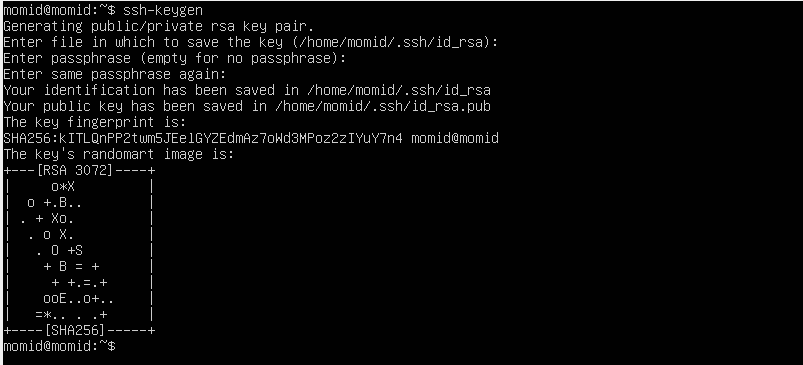 momid@momid:~$ ssh-keygen
Generating public/private rsa key pair.
Enter file in which to save the key (/home/momid/.ssh/id_rsa):
Enter passphrase (empty for no passphrase):
Enter same passphrase again:
Your identification has been saved in /home/momid/.ssh/id_rsa
Your public key has been saved in /home/momid/.ssh/id_rsa.pub
The key fingerprint is:
SHA256:kITLQnPP2twm5JEelGYZEdmAz7oWd3MPoz2zIYuY7n4 momid@momid
The key's randomart image is:
+---[RSA 3072]----+
|     o*X         |
|  o +.B..        |
| . + Xo.         |
|  . o X.         |
|   . O +S        |
|    + B = +      |
|     + +.=.+     |
|    ooE..o+..    |
|   =*.. . .+     |
+----[SHA256]-----+
momid@momid:~$